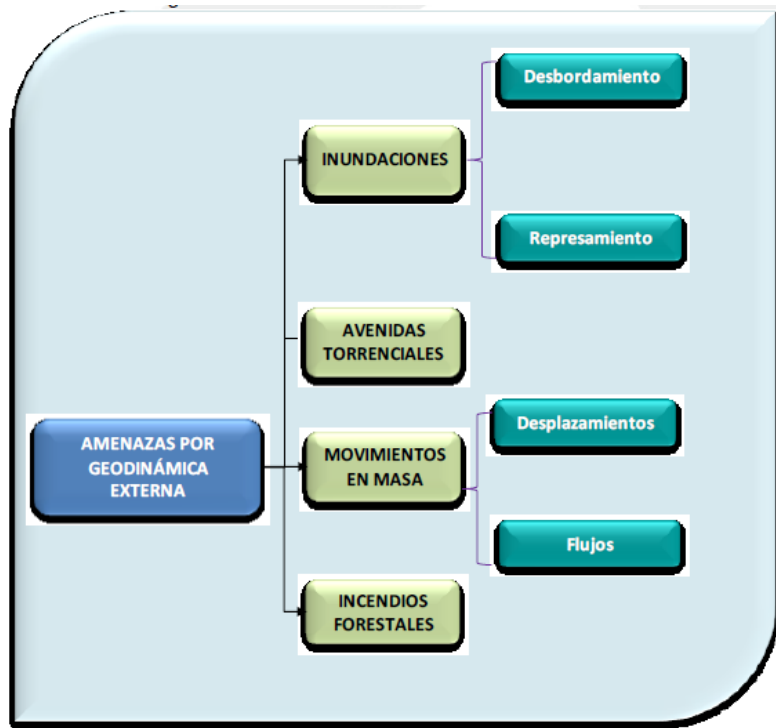 Desbordamiento
INUNDACIONES
Represamiento
AVENIDAS
TORRENCIALES
Desplazamientos
AMENAZAS POR
GEODINÁMICA
EXTERNA
MOVIMIENTOS
EN MASA
Flujos
INCENDIOS
FORESTALES